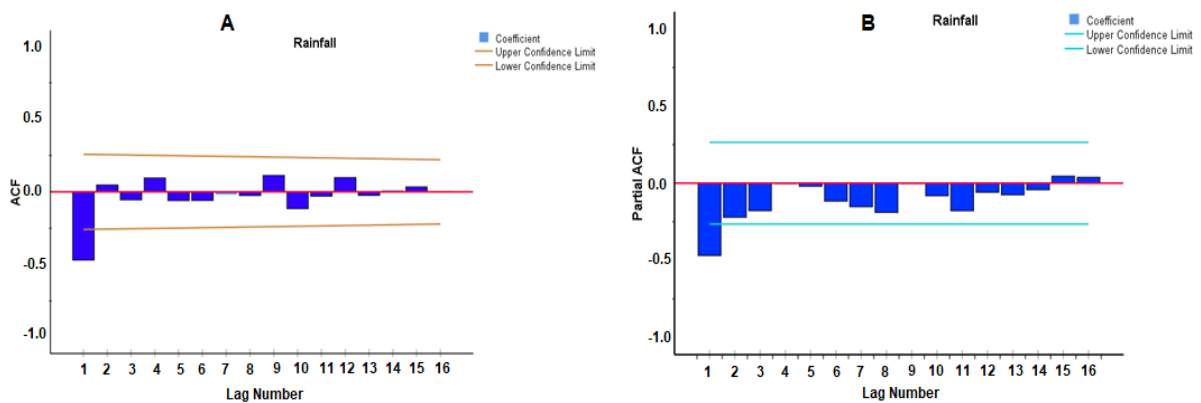 A
Rainfall
Coefficient
Upper Confidence Limit
Lower Confidence Limit
1.0
0.5
0.0
-0.5
-1.0
ACF
1 2 3 4 5 6 7 8 9 10 11 12 13 14 15 16
Lag Number
B
Rainfall
Coefficient
Upper Confidence Limit
Lower Confidence Limit
1.0
0.5
0.0
-0.5
-1.0
Partial ACF
1 2 3 4 5 6 7 8 9 10 11 12 13 14 15 16
Lag Number